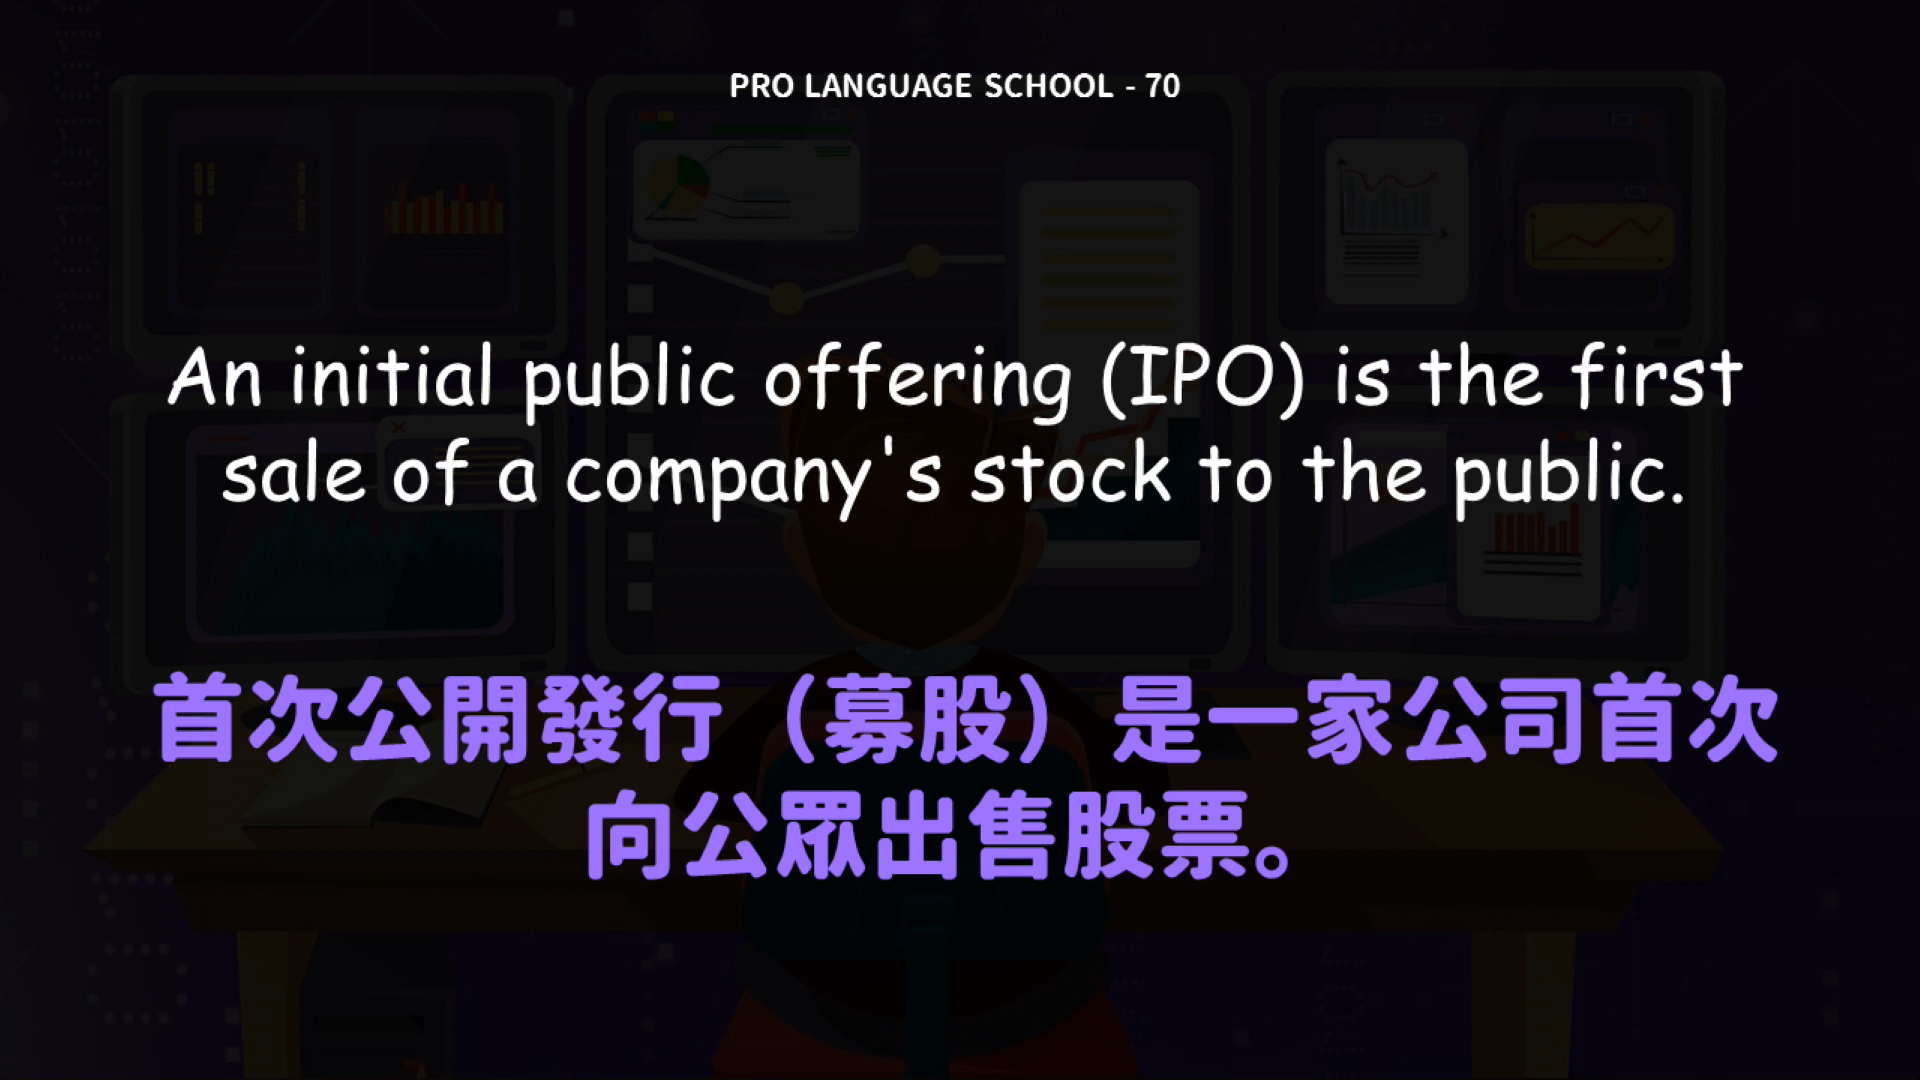 PRO LANGUAGE SCHOOL - 70
An initial public offering (IPO) is the first
sale of a company's stock to the public.
首次公開發行（募股）是一家公司首次
向公眾出售股票。